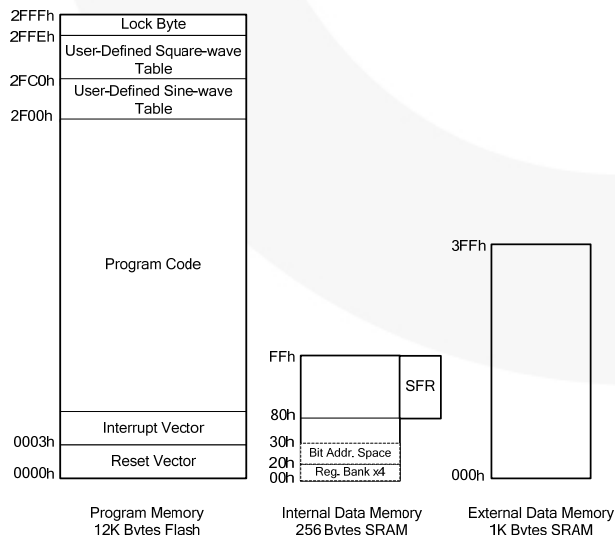 2FFFh
Lock Byte
2FFEh
User-Defined Square-wave
Table
2FC0h
User-Defined Sine-wave
Table
2F00h
Program Code
Interrupt Vector
0003h
Reset Vector
0000h
Program Memory
12K Bytes Flash
FFh
SFR
80h
30h
Bit Addr. Space
20h
Reg. Bank x4
00h
Internal Data Memory
256 Bytes SRAM
3FFh
000h
External Data Memory
1K Bytes SRAM